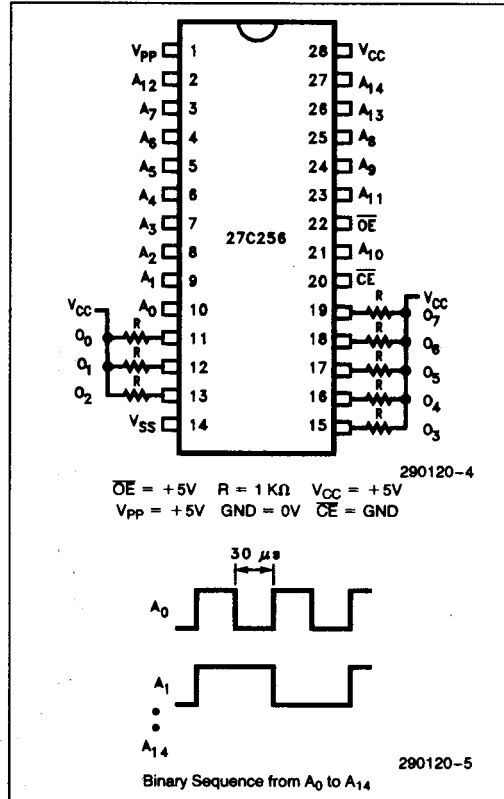 V_PP 1 28 V_CC
A_12 2 27 A_14
A_7 3 26 A_13
A_6 4 25 A_8
A_5 5 24 A_9
A_4 6 23 A_11
A_3 7 22 O̅E̅
27C256
A_2 8 21 A_10
A_1 9 20 C̅E̅
A_0 10 19 R V_CC
V_CC O_7
O_0 R 11 18 R O_6
O_1 R 12 17 R O_5
O_2 R 13 16 R O_4
V_SS 14 15 R O_3
290120-4
O̅E̅ = +5V R = 1 KΩ V_CC = +5V
V_PP = +5V GND = 0V C̅E̅ = GND
30 μs
A_0
A_1
A_14
290120-5
Binary Sequence from A_0 to A_14